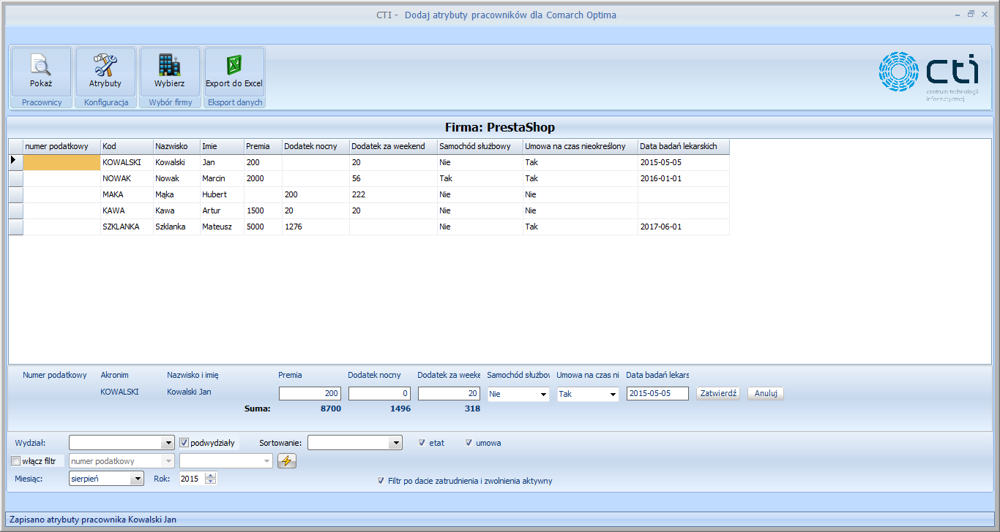 CTI - Dodaj atrybuty pracowników dla Comarch Optima
Pokaż Atrybuty Wybierz Export do Excel
Pracownicy Konfiguracja Wybór firmy Eksport danych
cti
centrum technologii
informatycznej
Firma: PrestaShop
numer podatkowy Kod Nazwisko Imie Premia Dodatek nocny Dodatek za weekend Samochód służbowy Umowa na czas nieokreślony Data badań lekarskich
KOWALSKI Kowalski Jan 200 20 Nie Tak 2015-05-05
NOWAK Nowak Marcin 2000 56 Tak Tak 2016-01-01
MAKA Mąka Hubert 200 222 Nie Nie
KAWA Kawa Artur 1500 20 20 Nie Nie
SZKLANKA Szklanka Mateusz 5000 1276 Nie Tak 2017-06-01
Numer podatkowy Akronim Nazwisko i imię Premia Dodatek nocny Dodatek za weeke Samochód służbov Umowa na czas ni Data badań lekars
KOWALSKI Kowalski Jan 200 0 20 Nie Tak 2015-05-05 Zatwierdź Anuluj
Suma: 8700 1496 318
Wydział: podwydziały Sortowanie: etat umowa
włącz filtr numer podatkowy
Miesiąc: sierpień Rok: 2015 Filtr po dacie zatrudnienia i zwolnienia aktywny
Zapisano atrybuty pracownika Kowalski Jan